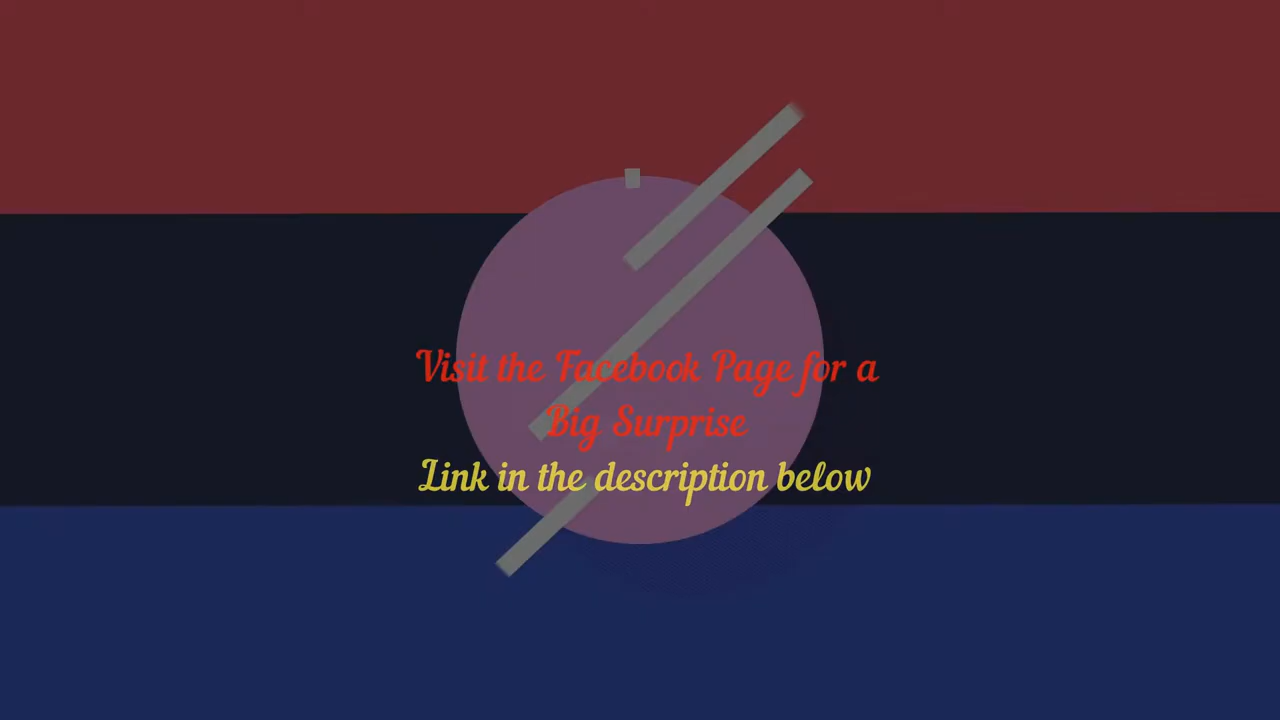 Visit the Facebook Page for a
Big Surprise
Link in the description below